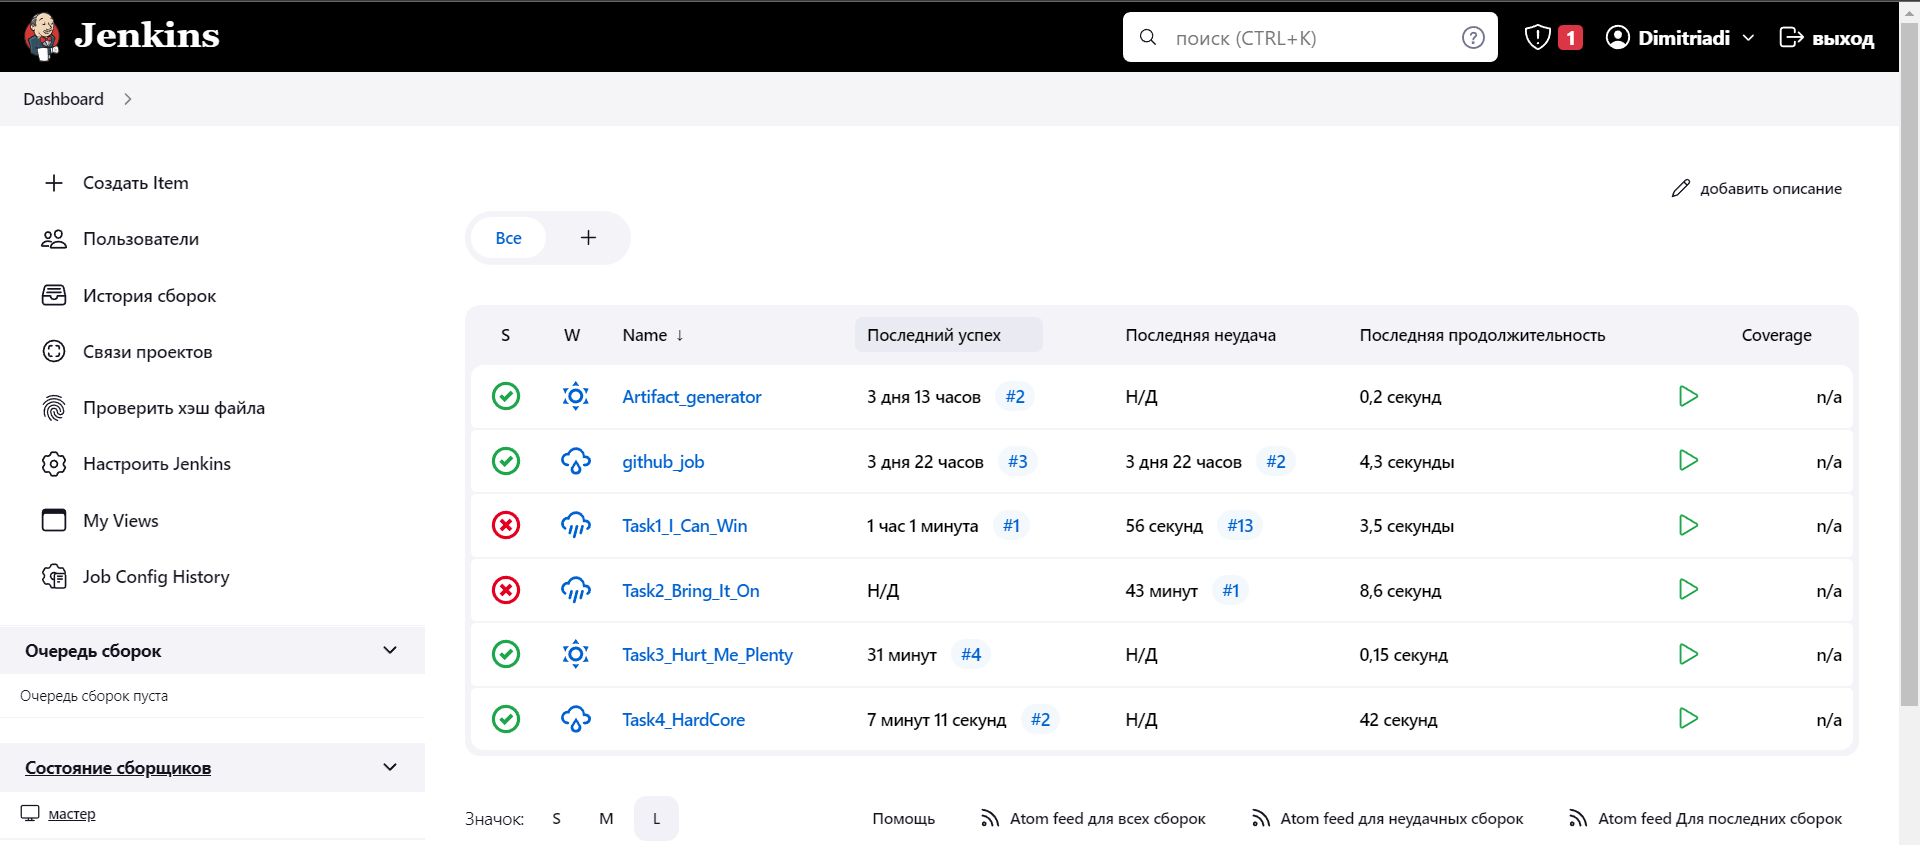 Jenkins
поиск (CTRL+K)
1
Dimitriadi
выход
Dashboard
Создать Item
Пользователи
История сборок
Связи проектов
Проверить хэш файла
Настроить Jenkins
My Views
Job Config History
Очередь сборок
Очередь сборок пуста
Состояние сборщиков
мастер
добавить описание
Все
S W Name ↓ Последний успех Последняя неудача Последняя продолжительность Coverage
Artifact_generator 3 дня 13 часов #2 Н/Д 0,2 секунд n/a
github_job 3 дня 22 часов #3 3 дня 22 часов #2 4,3 секунды n/a
Task1_I_Can_Win 1 час 1 минута #1 56 секунд #13 3,5 секунды n/a
Task2_Bring_It_On Н/Д 43 минут #1 8,6 секунд n/a
Task3_Hurt_Me_Plenty 31 минут #4 Н/Д 0,15 секунд n/a
Task4_HardCore 7 минут 11 секунд #2 Н/Д 42 секунд n/a
Значок: S M L
Помощь
Atom feed для всех сборок
Atom feed для неудачных сборок
Atom feed Для последних сборок